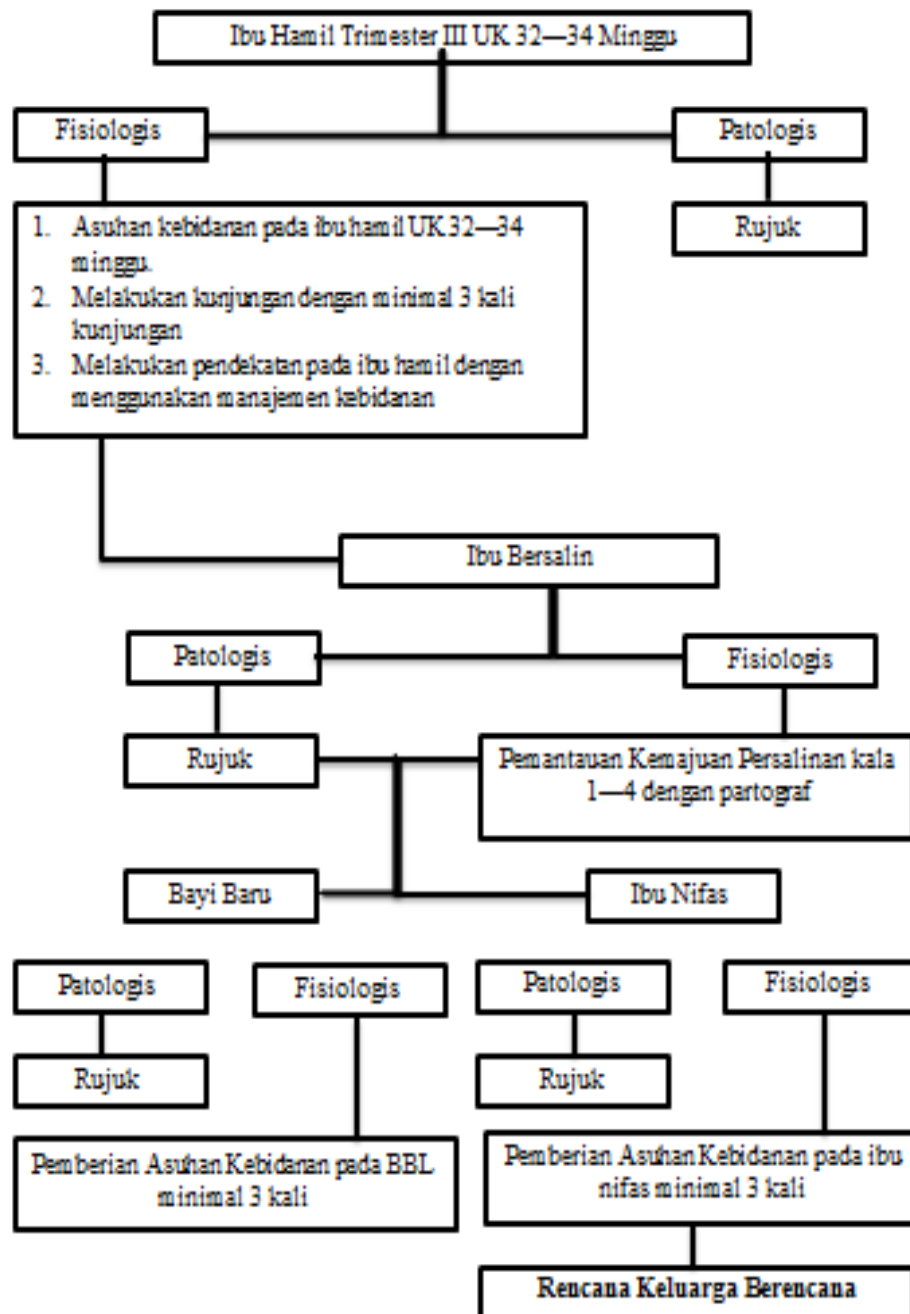 Ibu Hamil Trimester III UK 32—34 Minggu
Fisiologis
Patologis
1. Asuhan kebidanan pada ibu hamil UK 32—34
minggu.
2. Melakukan kunjungan dengan minimal 3 kali
kunjungan
3. Melakukan pendekatan pada ibu hamil dengan
menggunakan manajemen kebidanan
Rujuk
Ibu Bersalin
Patologis
Fisiologis
Rujuk
Pemantauan Kemajuan Persalinan kala
1—4 dengan partograf
Bayi Baru
Ibu Nifas
Patologis
Fisiologis
Patologis
Fisiologis
Rujuk
Rujuk
Pemberian Asuhan Kebidanan pada BBL
minimal 3 kali
Pemberian Asuhan Kebidanan pada ibu
nifas minimal 3 kali
Rencana Keluarga Berencana